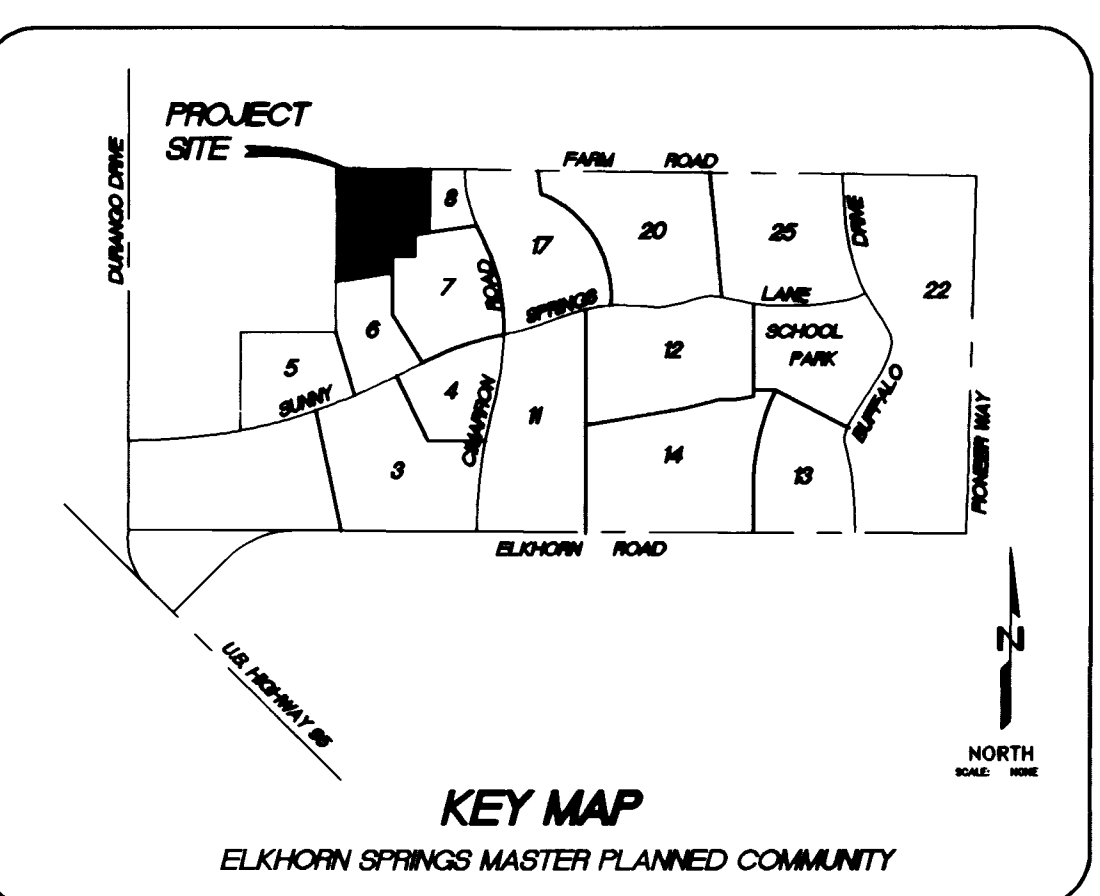 PROJECT
SITE
DURANGO DRIVE
FARM ROAD
8
17
20
25
DRIVE
22
7
ROAD
SPRINGS
LANE
SCHOOL
PARK
6
12
5
SUNNY
4
CIMARRON
11
BUFFALO
PIONEER WAY
3
14
13
ELKHORN ROAD
U.S. HIGHWAY 95
N
NORTH
SCALE: NONE
KEY MAP
ELKHORN SPRINGS MASTER PLANNED COMMUNITY